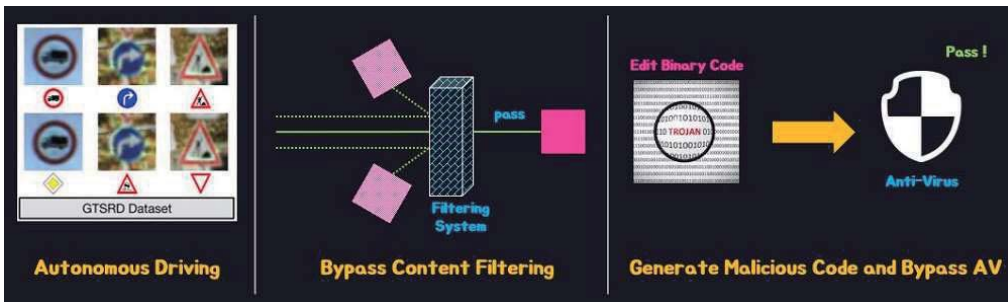 GTSRD Dataset
Autonomous Driving
pass
Filtering
System
Bypass Content Filtering
Edit Binary Code
TROJAN
Pass !
Anti-Virus
Generate Malicious Code and Bypass AV